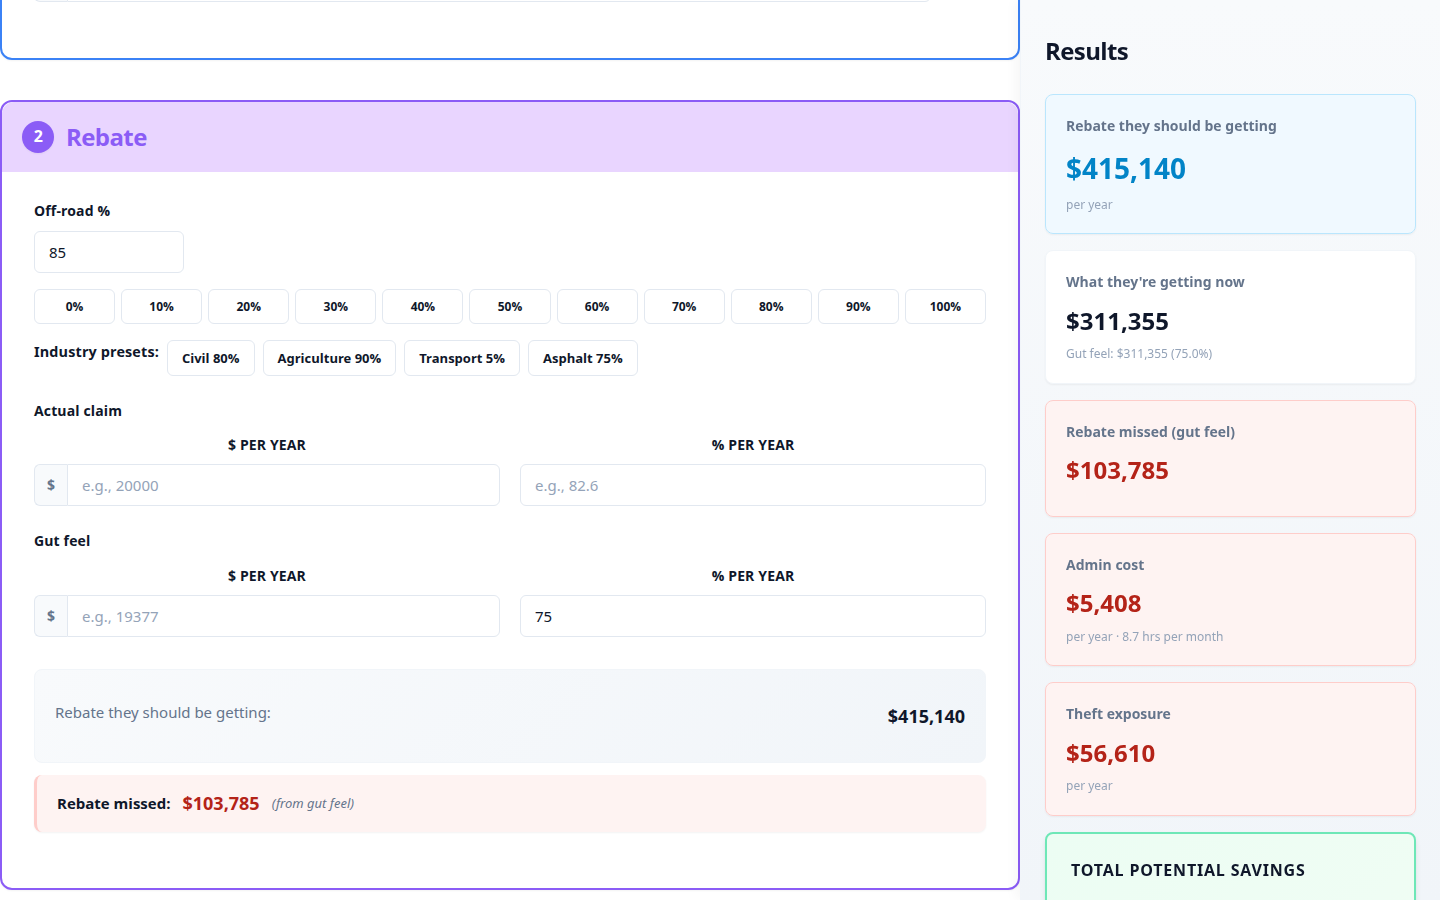 2
Rebate
Off-road %
85
0%
10%
20%
30%
40%
50%
60%
70%
80%
90%
100%
Industry presets:
Civil 80%
Agriculture 90%
Transport 5%
Asphalt 75%
Actual claim
$ PER YEAR
% PER YEAR
$
e.g., 20000
e.g., 82.6
Gut feel
$ PER YEAR
% PER YEAR
$
e.g., 19377
75
Rebate they should be getting:
$415,140
Rebate missed: $103,785 (from gut feel)
Results
Rebate they should be getting
$415,140
per year
What they're getting now
$311,355
Gut feel: $311,355 (75.0%)
Rebate missed (gut feel)
$103,785
Admin cost
$5,408
per year · 8.7 hrs per month
Theft exposure
$56,610
per year
TOTAL POTENTIAL SAVINGS